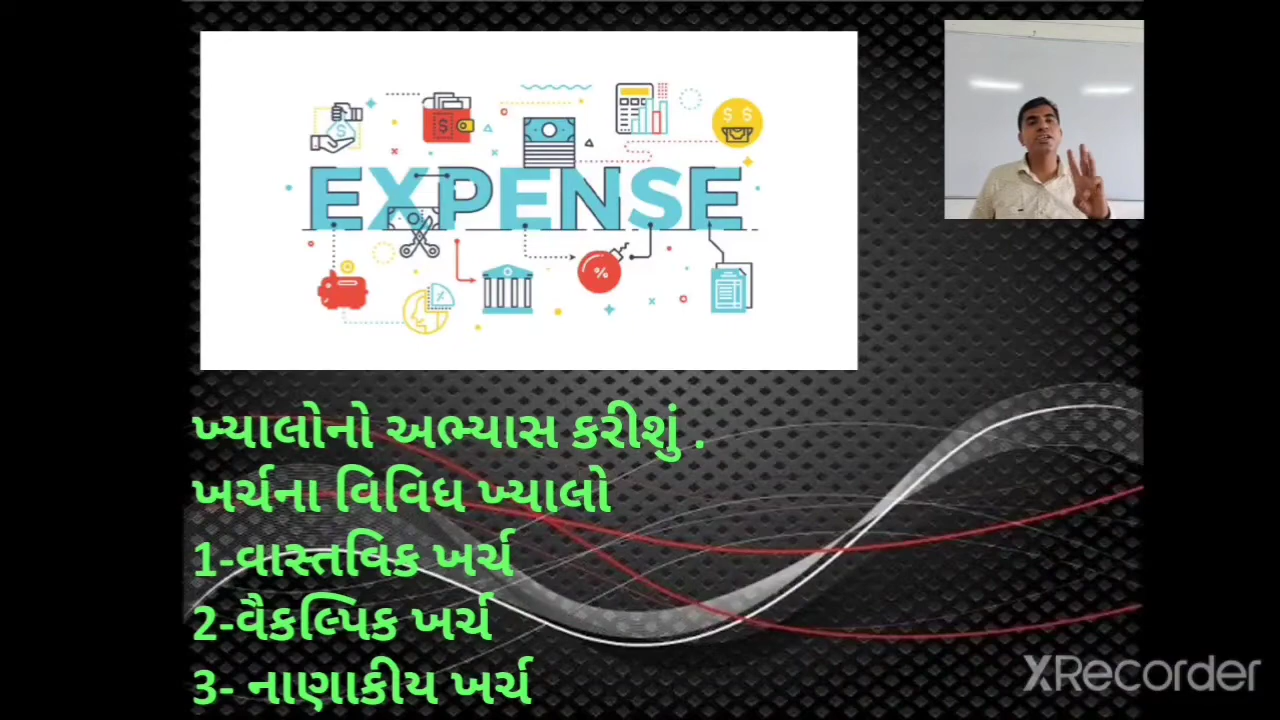 EXPENSE
ખ્યાલોનો અભ્યાસ કરીશું .
ખર્ચના વિવિધ ખ્યાલો
1-વાસ્તવિક ખર્ચ
2-વૈકલ્પિક ખર્ચ
3- નાણાકીય ખર્ચ
XRecorder